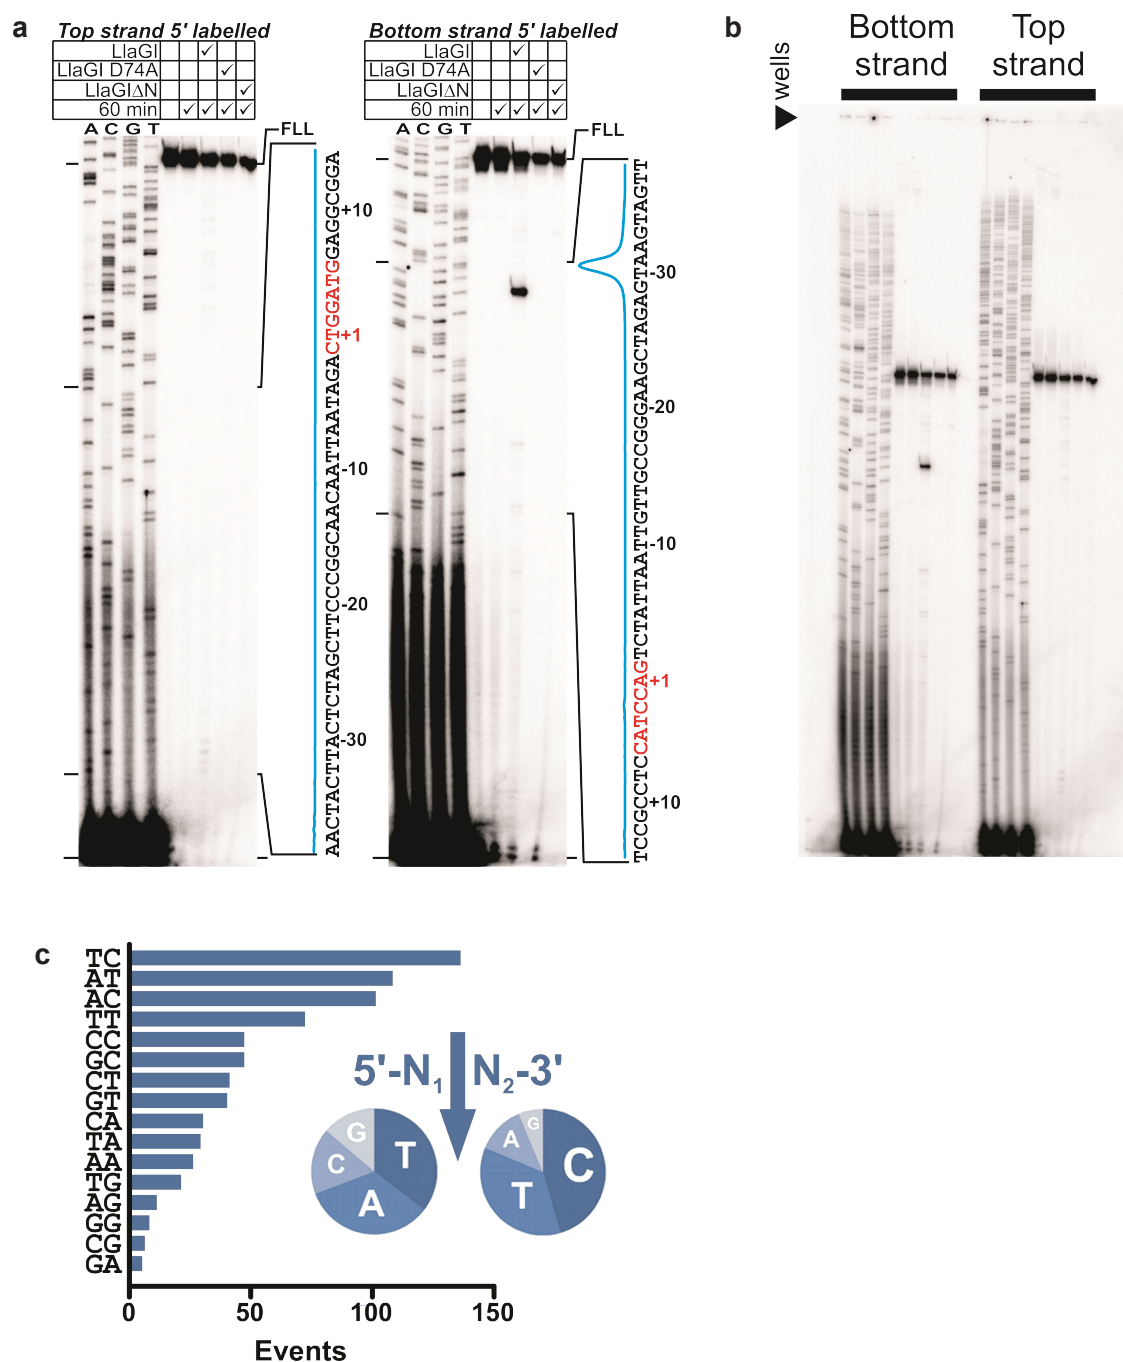 a
Top strand 5' labelled
LlaGI ✓
LlaGI D74A ✓
LlaGIΔN ✓
60 min ✓ ✓ ✓ ✓
A C G T
FLL
AACTACTTACTCTAGCTTCCCGGCAACAATTAATAGACTGGATGGAGGCGGA
+10
+1
-10
-20
-30
Bottom strand 5' labelled
LlaGI ✓
LlaGI D74A ✓
LlaGIΔN ✓
60 min ✓ ✓ ✓ ✓
A C G T
FLL
TCCGCCTCCATCCAGTCTATTAATTGTTGCCGGGAAGCTAGAGTAAGTAGTT
-30
-20
-10
+1
+10
b
wells
Bottom
strand
Top
strand
c
TC
AT
AC
TT
CC
GC
CT
GT
CA
TA
AA
TG
AG
GG
CG
GA
0 50 100 150
Events
5'-N1 N2-3'
G T C A
G A C T